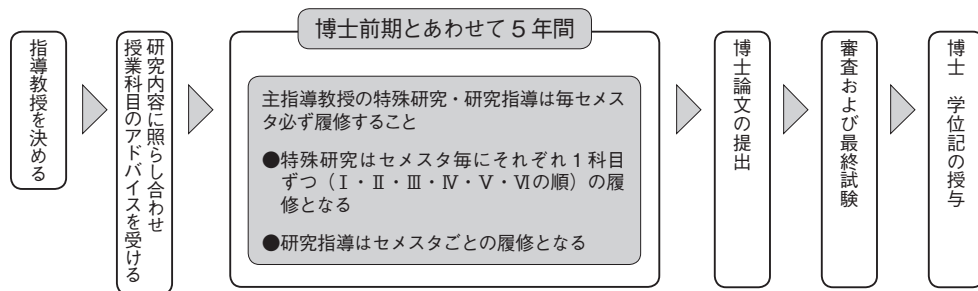 指導教授を決める
研究内容に照らし合わせ
授業科目のアドバイスを受ける
博士前期とあわせて5年間
主指導教授の特殊研究・研究指導は毎セメス
タ必ず履修すること
●特殊研究はセメスタ毎にそれぞれ1科目
ずつ(Ⅰ・Ⅱ・Ⅲ・Ⅳ・Ⅴ・Ⅵの順)の履
修となる
●研究指導はセメスタごとの履修となる
博士論文の提出
審査および最終試験
博士 学位記の授与